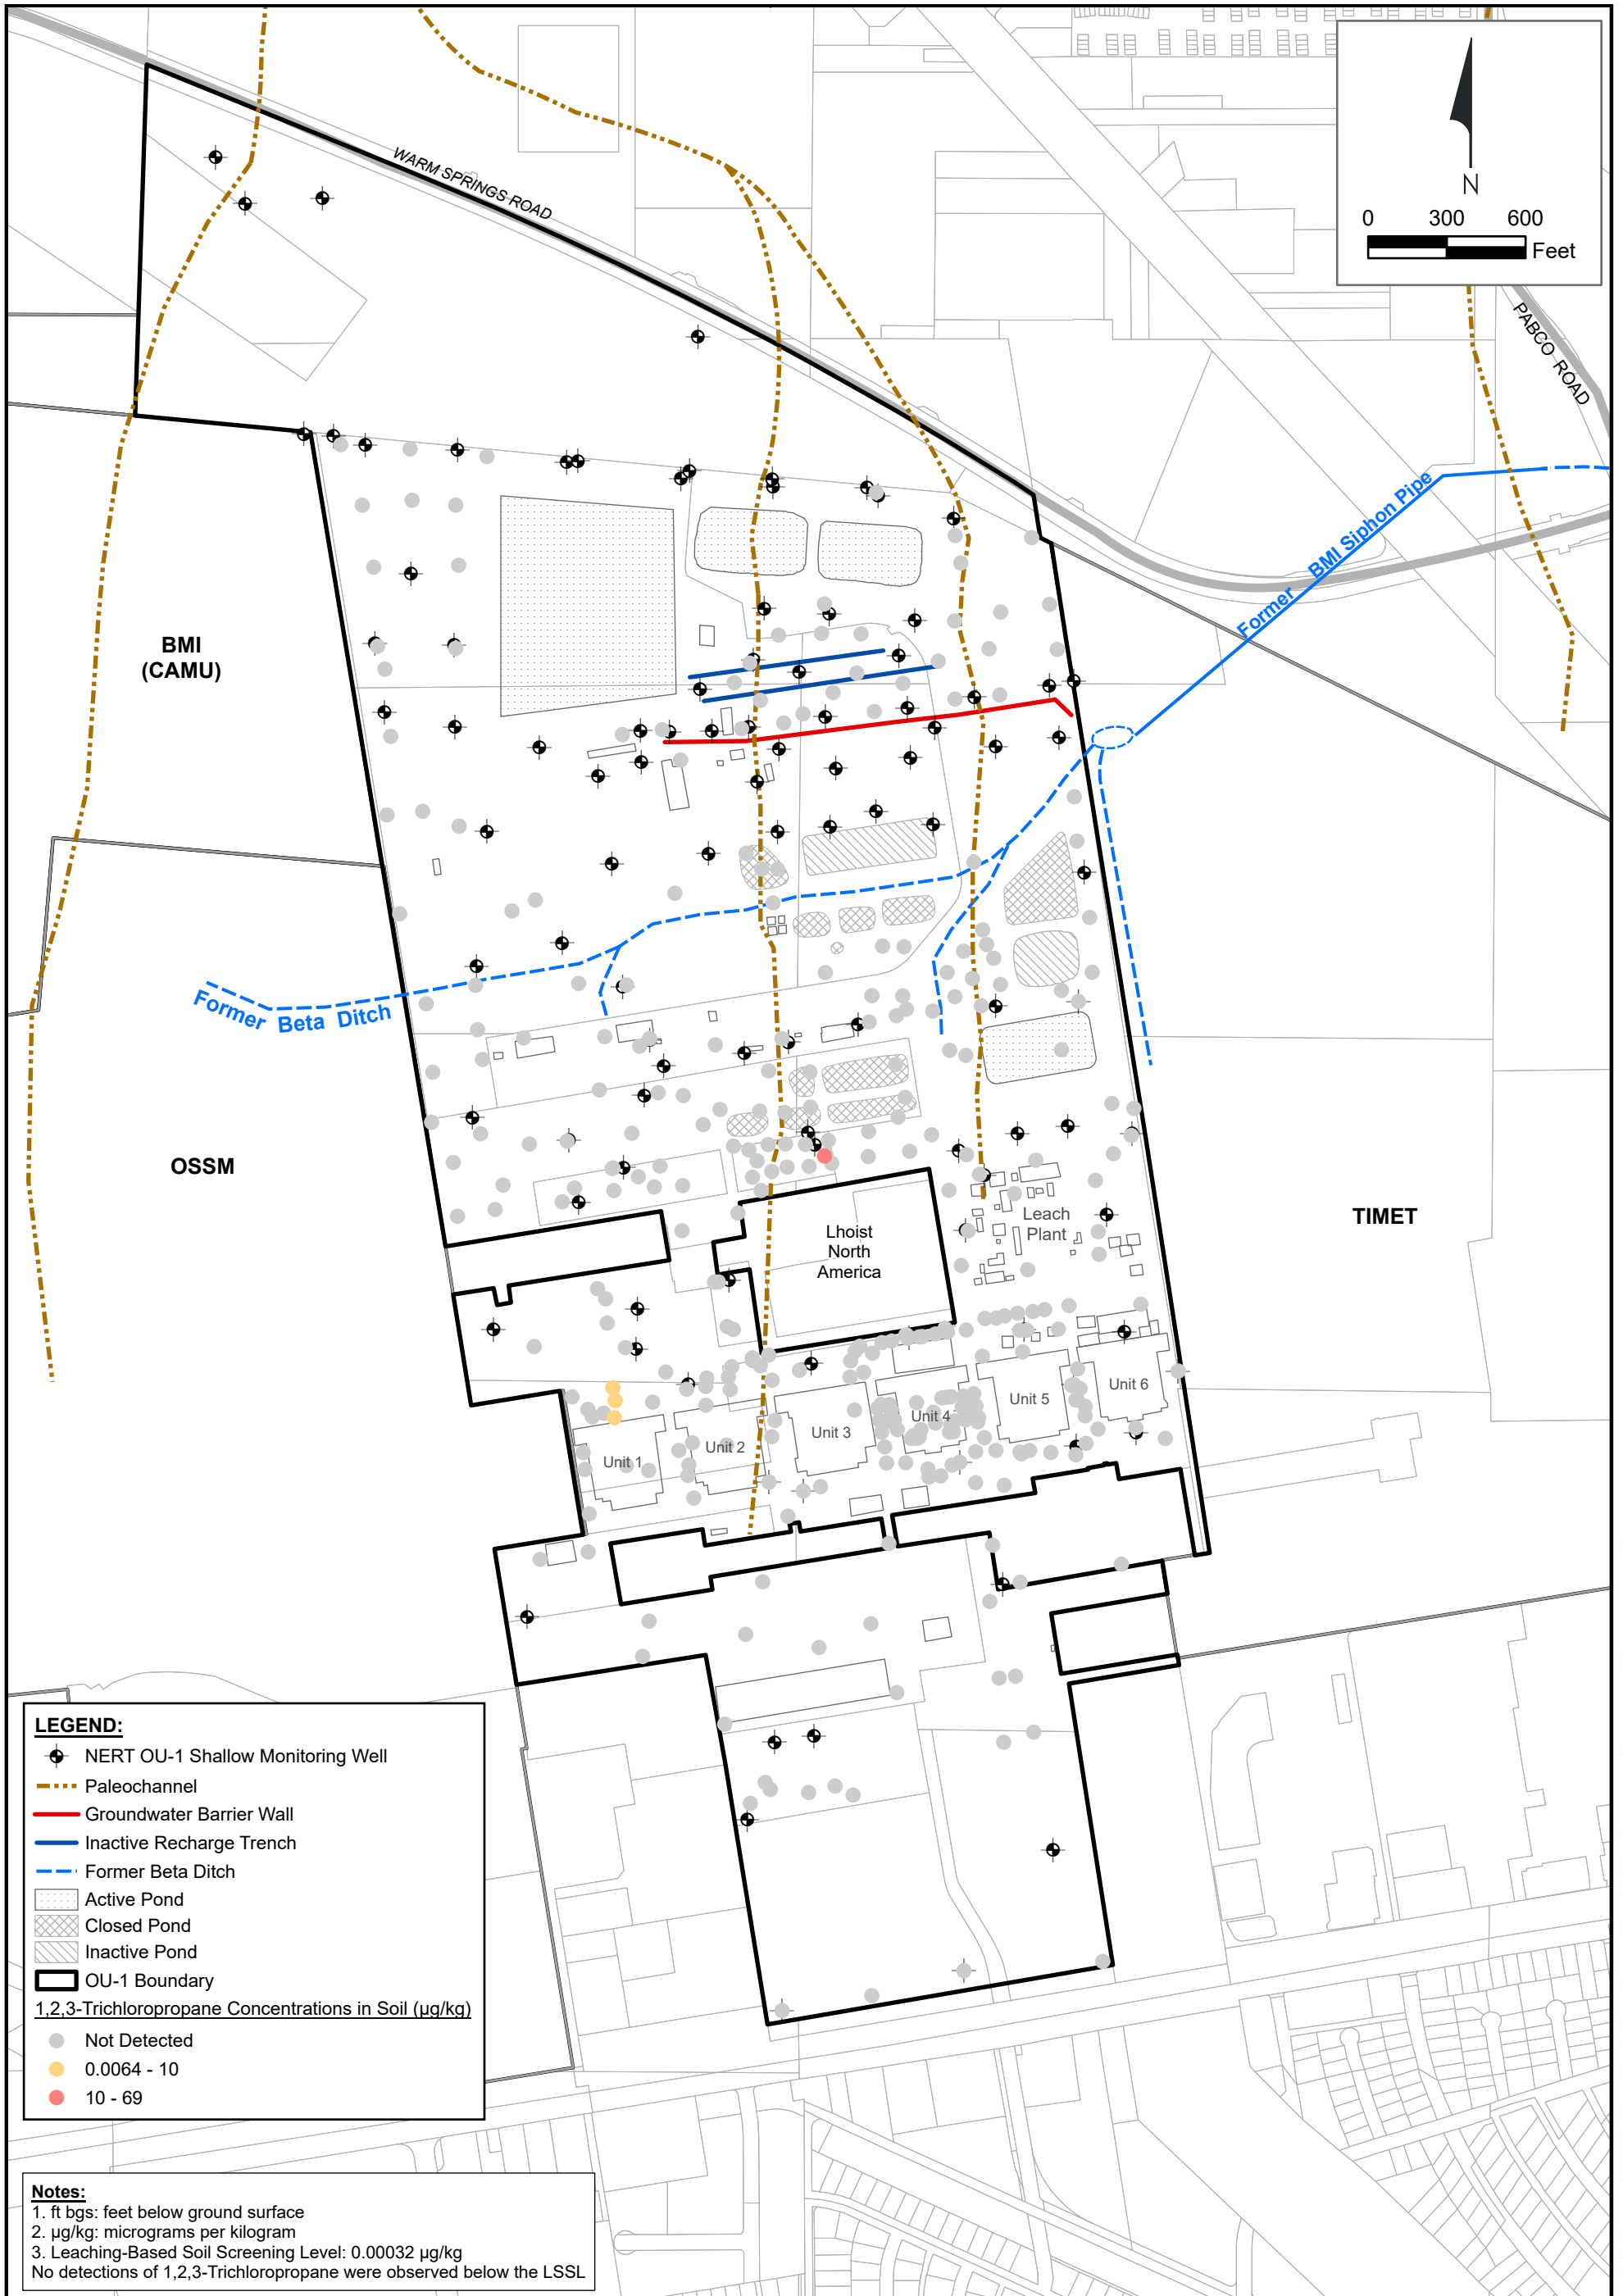 WARM SPRINGS ROAD
N
0 300 600
Feet
PABCO ROAD
Former BMI Siphon Pipe
BMI
(CAMU)
Former Beta Ditch
OSSM
TIMET
Lhoist
North
America
Leach
Plant
Unit 1
Unit 2
Unit 3
Unit 4
Unit 5
Unit 6
LEGEND:
NERT OU-1 Shallow Monitoring Well
Paleochannel
Groundwater Barrier Wall
Inactive Recharge Trench
Former Beta Ditch
Active Pond
Closed Pond
Inactive Pond
OU-1 Boundary
1,2,3-Trichloropropane Concentrations in Soil (µg/kg)
Not Detected
0.0064 - 10
10 - 69
Notes:
1. ft bgs: feet below ground surface
2. µg/kg: micrograms per kilogram
3. Leaching-Based Soil Screening Level: 0.00032 µg/kg
No detections of 1,2,3-Trichloropropane were observed below the LSSL